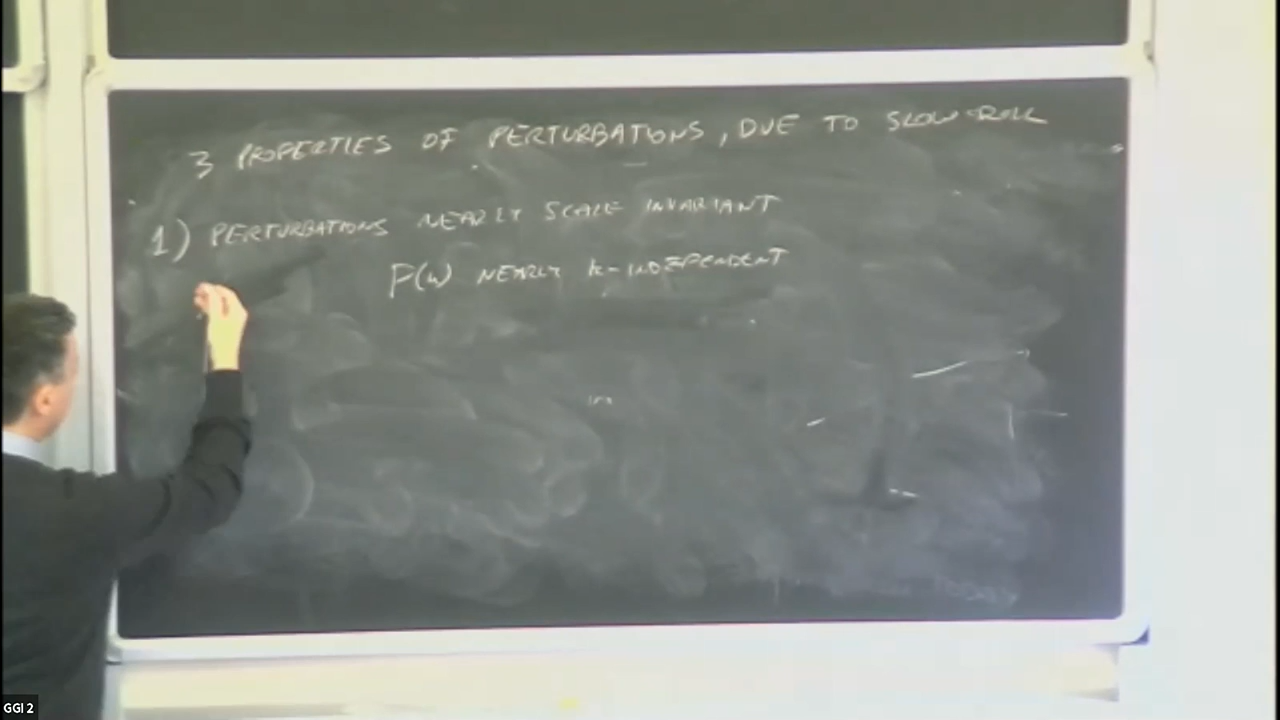 3 PROPERTIES OF PERTURBATIONS, DUE TO SLOW-ROLL
1) PERTURBATIONS NEARLY SCALE INVARIANT
P(k) NEARLY k-INDEPENDENT
GGI 2